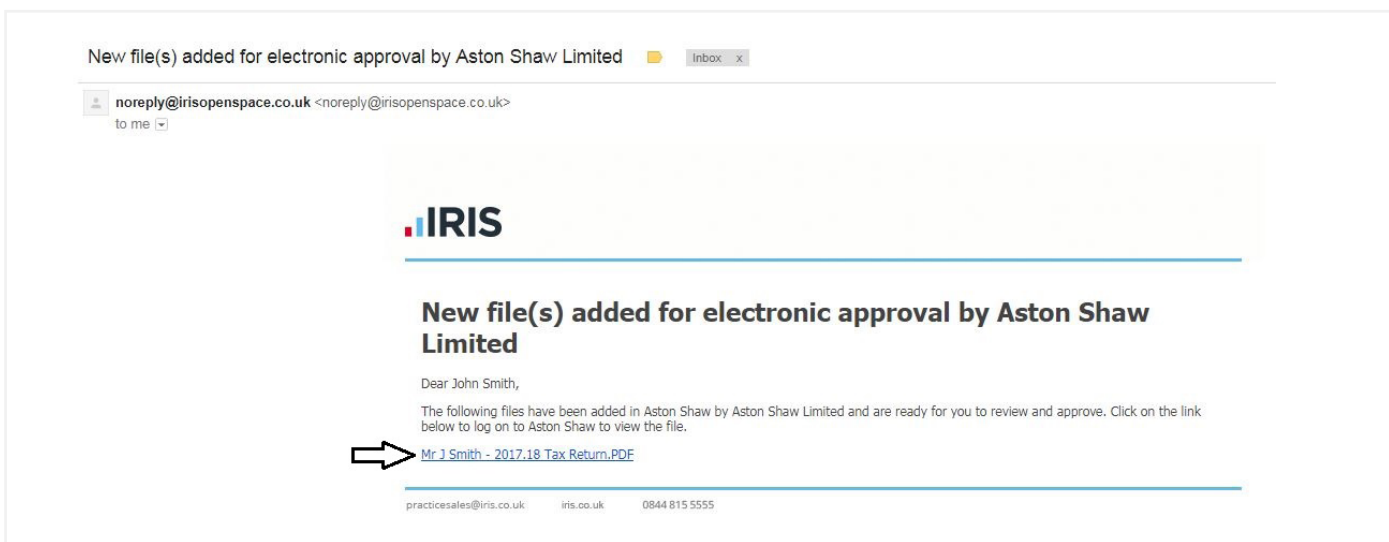 New file(s) added for electronic approval by Aston Shaw Limited Inbox x
noreply@irisopenspace.co.uk <noreply@irisopenspace.co.uk>
to me
IRIS
New file(s) added for electronic approval by Aston Shaw
Limited
Dear John Smith,
The following files have been added in Aston Shaw by Aston Shaw Limited and are ready for you to review and approve. Click on the link
below to log on to Aston Shaw to view the file.
Mr J Smith - 2017.18 Tax Return.PDF
practicesales@iris.co.uk iris.co.uk 0844 815 5555